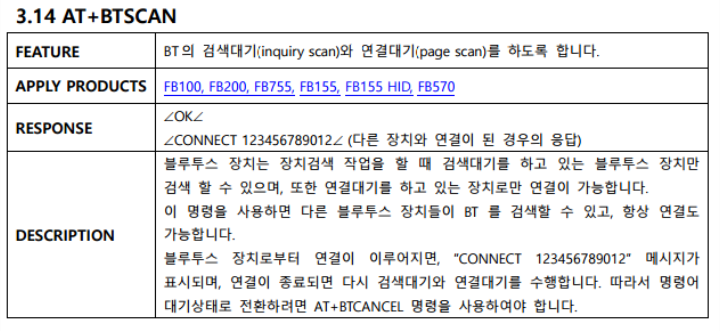 3.14 AT+BTSCAN
FEATURE BT의 검색대기(inquiry scan)와 연결대기(page scan)를 하도록 합니다.
APPLY PRODUCTS FB100, FB200, FB755, FB155, FB155 HID, FB570
RESPONSE
∠OK∠
∠CONNECT 123456789012∠ (다른 장치와 연결이 된 경우의 응답)
DESCRIPTION
블루투스 장치는 장치검색 작업을 할 때 검색대기를 하고 있는 블루투스 장치만
검색 할 수 있으며, 또한 연결대기를 하고 있는 장치로만 연결이 가능합니다.
이 명령을 사용하면 다른 블루투스 장치들이 BT 를 검색할 수 있고, 항상 연결도
가능합니다.
블루투스 장치로부터 연결이 이루어지면, "CONNECT 123456789012" 메시지가
표시되며, 연결이 종료되면 다시 검색대기와 연결대기를 수행합니다. 따라서 명령어
대기상태로 전환하려면 AT+BTCANCEL 명령을 사용하여야 합니다.